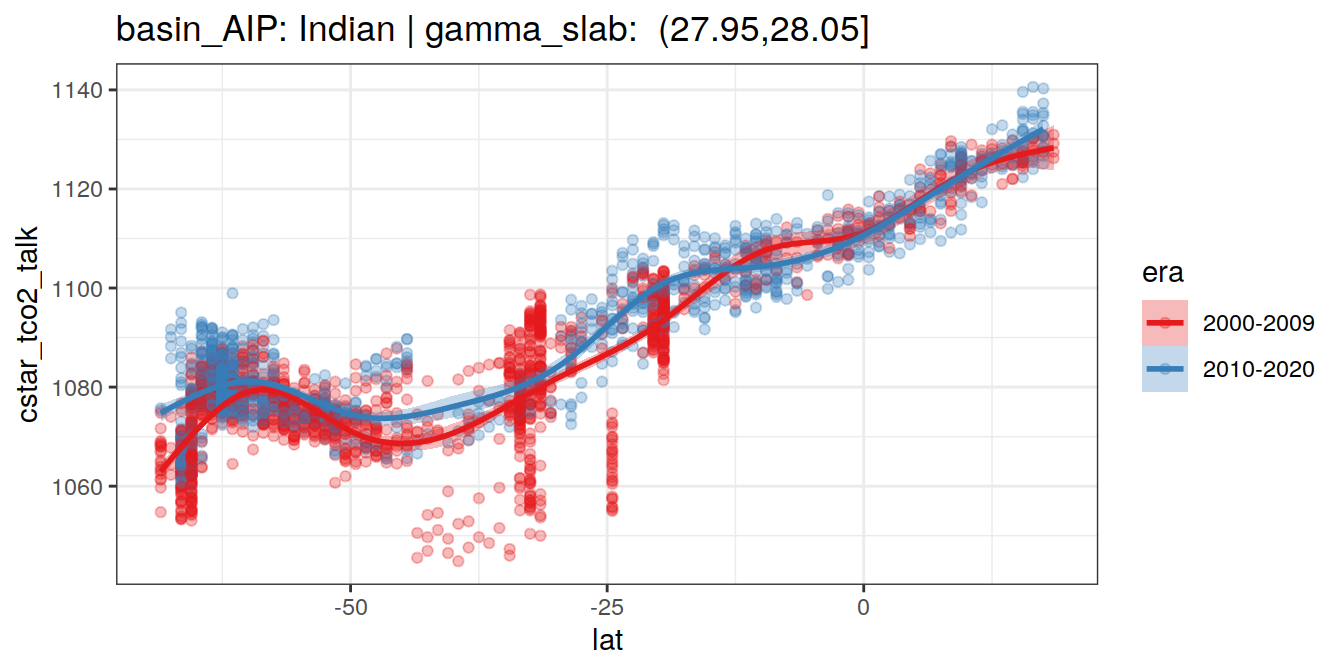 basin_AIP: Indian | gamma_slab:  (27.95,28.05]
cstar_tco2_talk
1140
1120
1100
1080
1060
-50
-25
0
lat
era
2000-2009
2010-2020